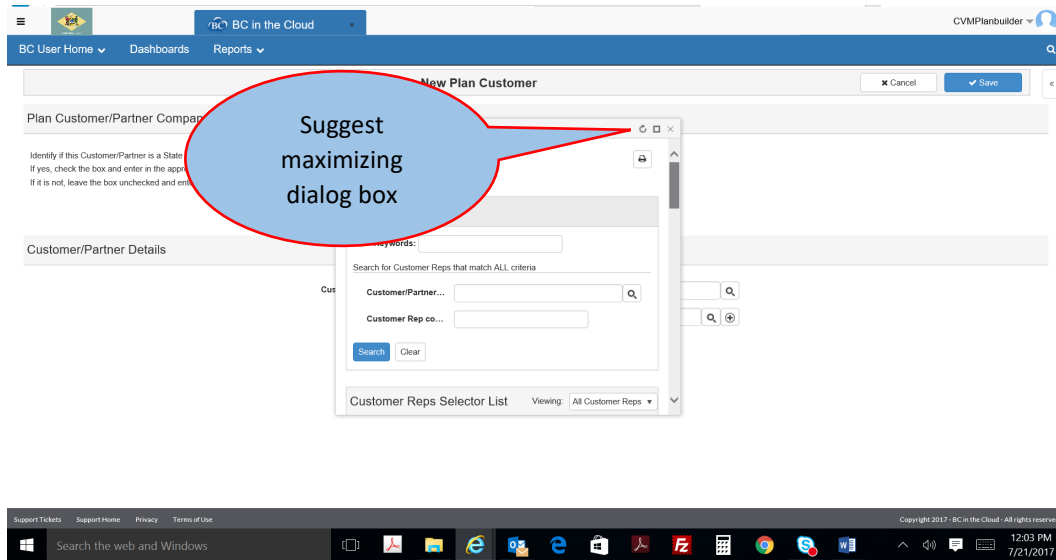 BC in the Cloud
CVMPlanbuilder
BC User Home
Dashboards
Reports
New Plan Customer
Cancel
Save
Plan Customer/Partner Compan
Identify if this Customer/Partner is a State
If yes, check the box and enter in the appr
If it is not, leave the box unchecked and ent
Suggest
maximizing
dialog box
Keywords:
Search for Customer Reps that match ALL criteria
Customer/Partner Details
Cus
Customer/Partner...
Customer Rep co...
Search
Clear
Customer Reps Selector List
Viewing:
All Customer Reps
Support Tickets
Support Home
Privacy
Terms of Use
Copyright 2017 - BC in the Cloud - All rights reserve
Search the web and Windows
12:03 PM
7/21/2017